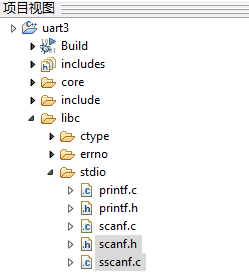 项目视图
uart3
Build
includes
core
include
libc
ctype
errno
stdio
printf.c
printf.h
scanf.c
scanf.h
sscanf.c